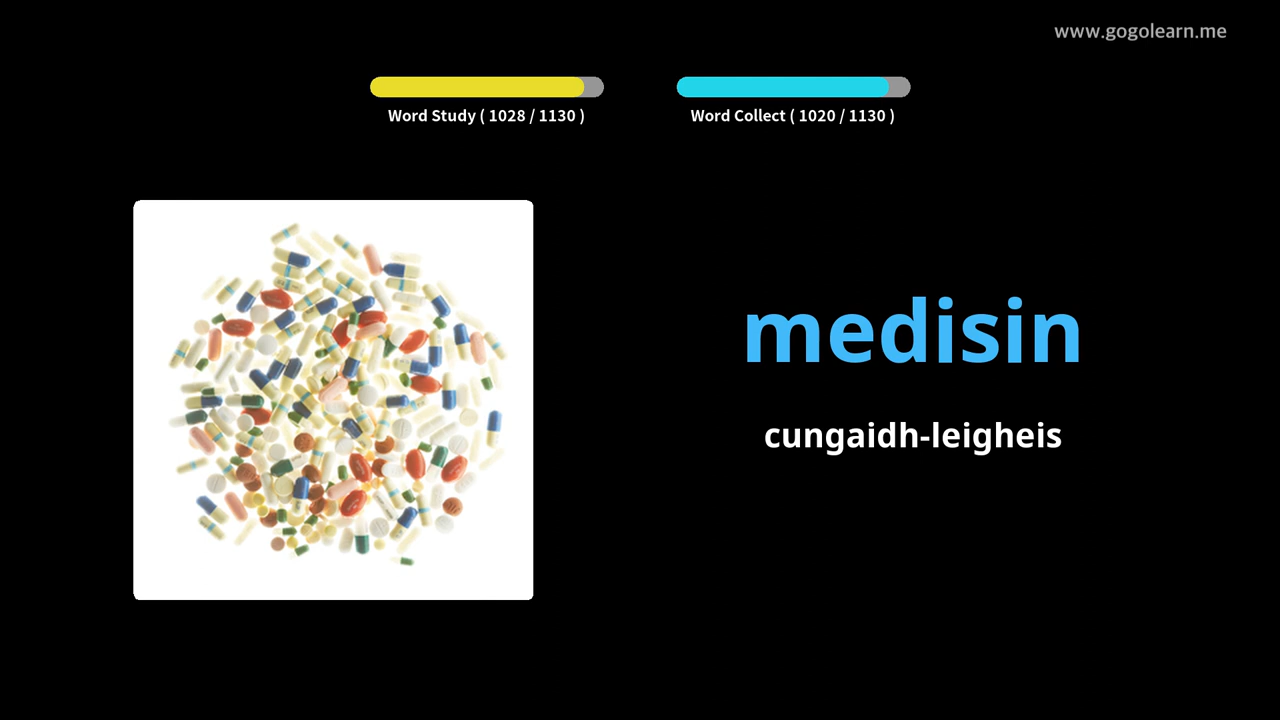 www.gogolearn.me
Word Study ( 1028 / 1130 )
Word Collect ( 1020 / 1130 )
medisin
cungaidh-leigheis